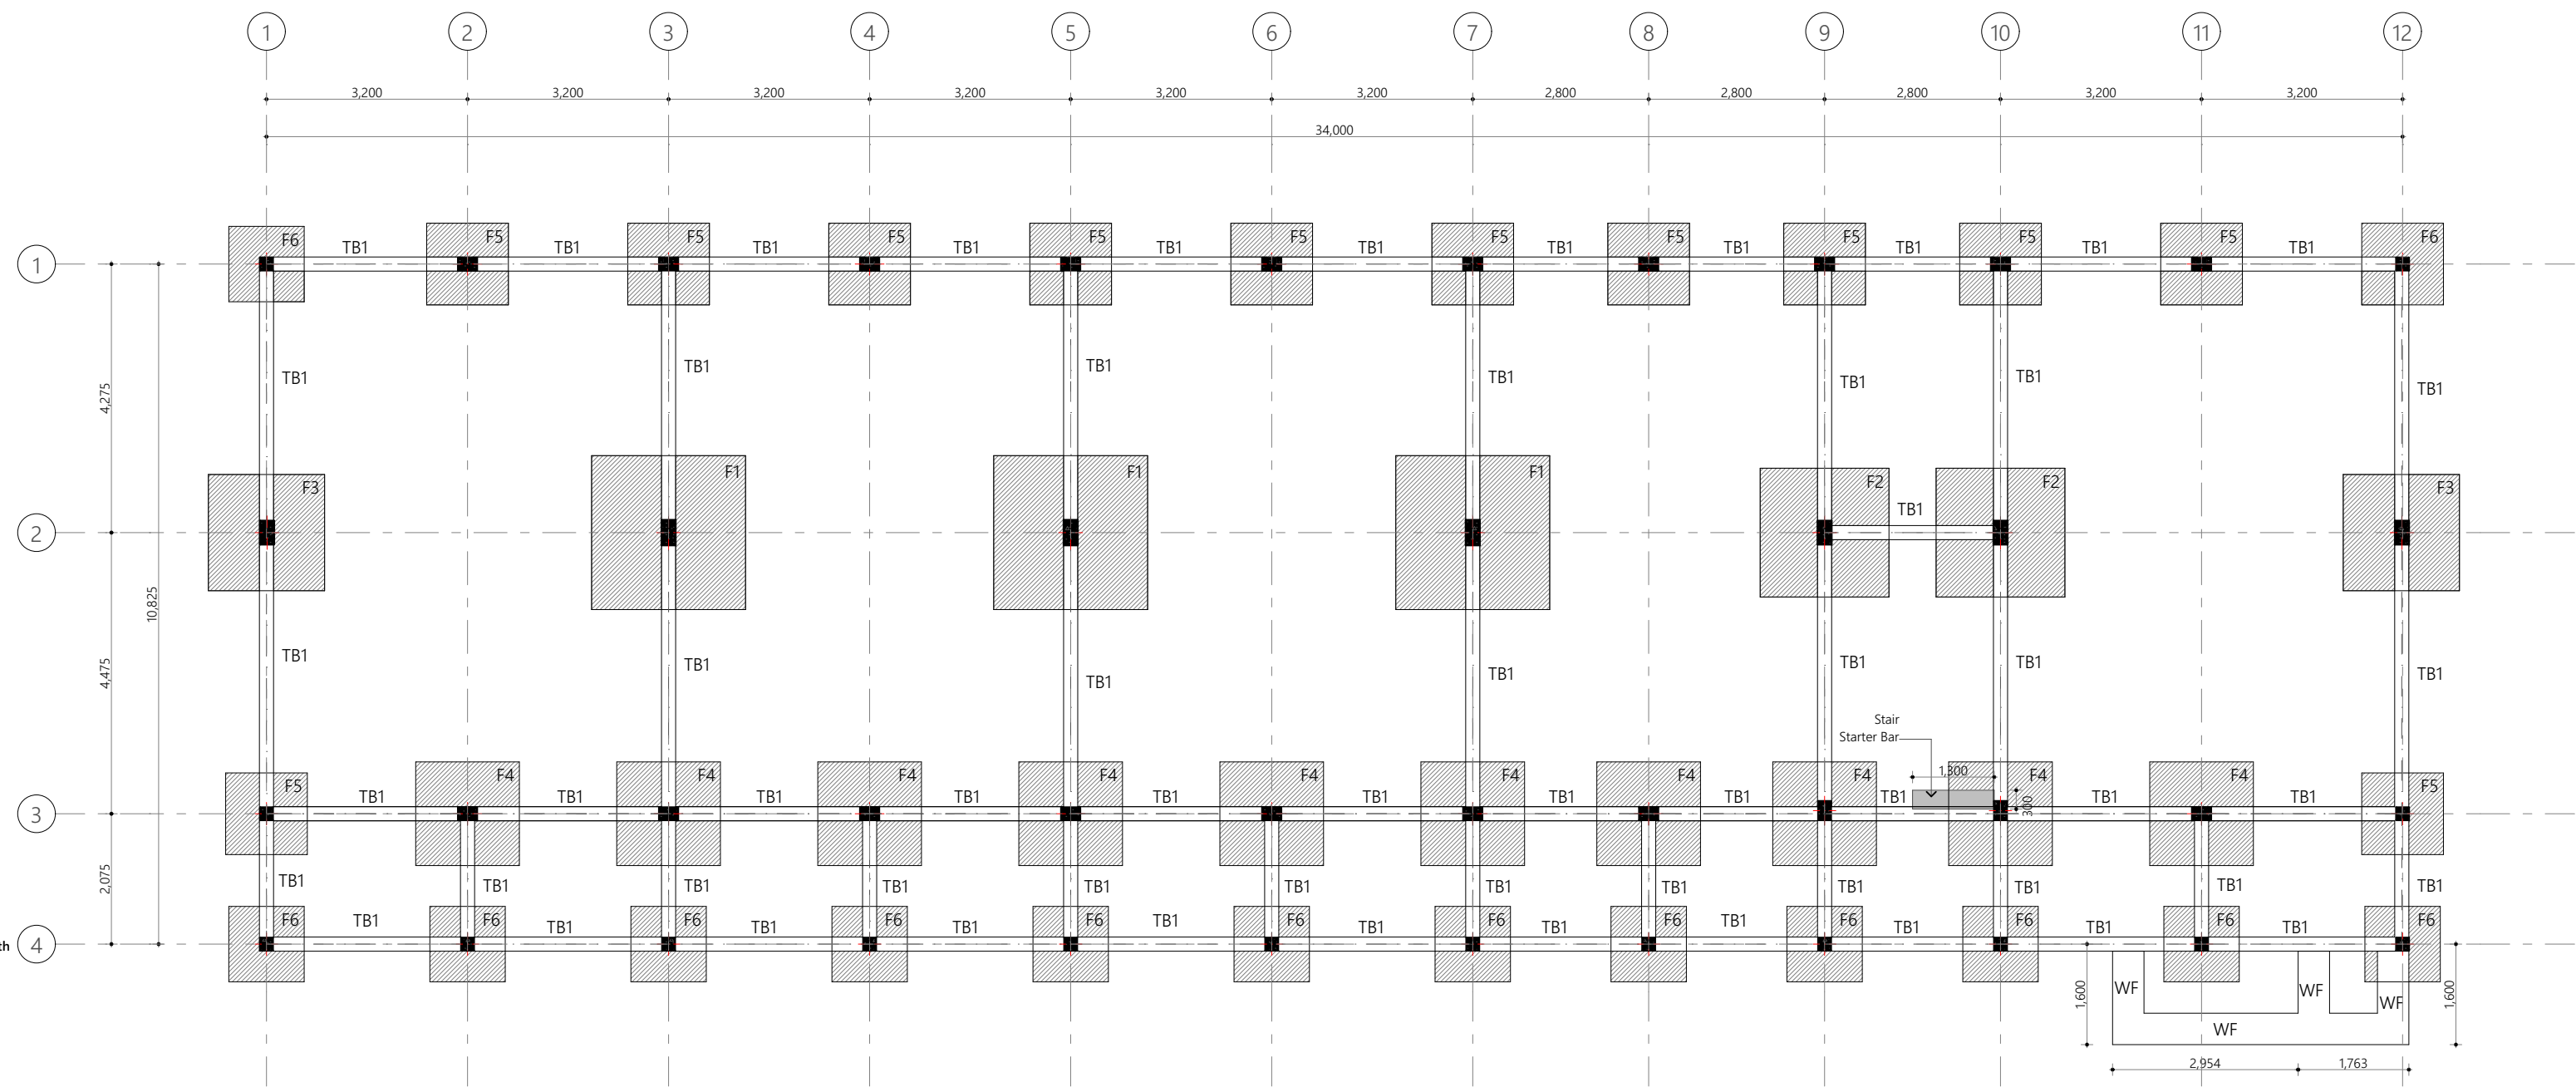 1 2 3 4 5 6 7 8 9 10 11 12
3,200 3,200 3,200 3,200 3,200 3,200 2,800 2,800 2,800 3,200 3,200
34,000
F6 F5 F5 F5 F5 F5 F5 F5 F5 F5 F5 F6
1 TB1 TB1 TB1 TB1 TB1 TB1 TB1 TB1 TB1 TB1 TB1
4,275
TB1 TB1 TB1 TB1 TB1 TB1 TB1
F3 F1 F1 F1 F2 F2 F3
TB1
2
10,825
4,475
TB1 TB1 TB1 TB1 TB1 TB1 TB1
Stair
Starter Bar
1,300
F5 F4 F4 F4 F4 F4 F4 F4 F4 F4 F4 F5
TB1 TB1 TB1 TB1 TB1 TB1 TB1 TB1 TB1 TB1 TB1
300
3
2,075
TB1 TB1 TB1 TB1 TB1 TB1 TB1 TB1 TB1 TB1 TB1 TB1
F6 F6 F6 F6 F6 F6 F6 F6 F6 F6 F6 F6
TB1 TB1 TB1 TB1 TB1 TB1 TB1 TB1 TB1 TB1 TB1
th 4
1,600 WF WF WF 1,600
WF
2,954 1,763